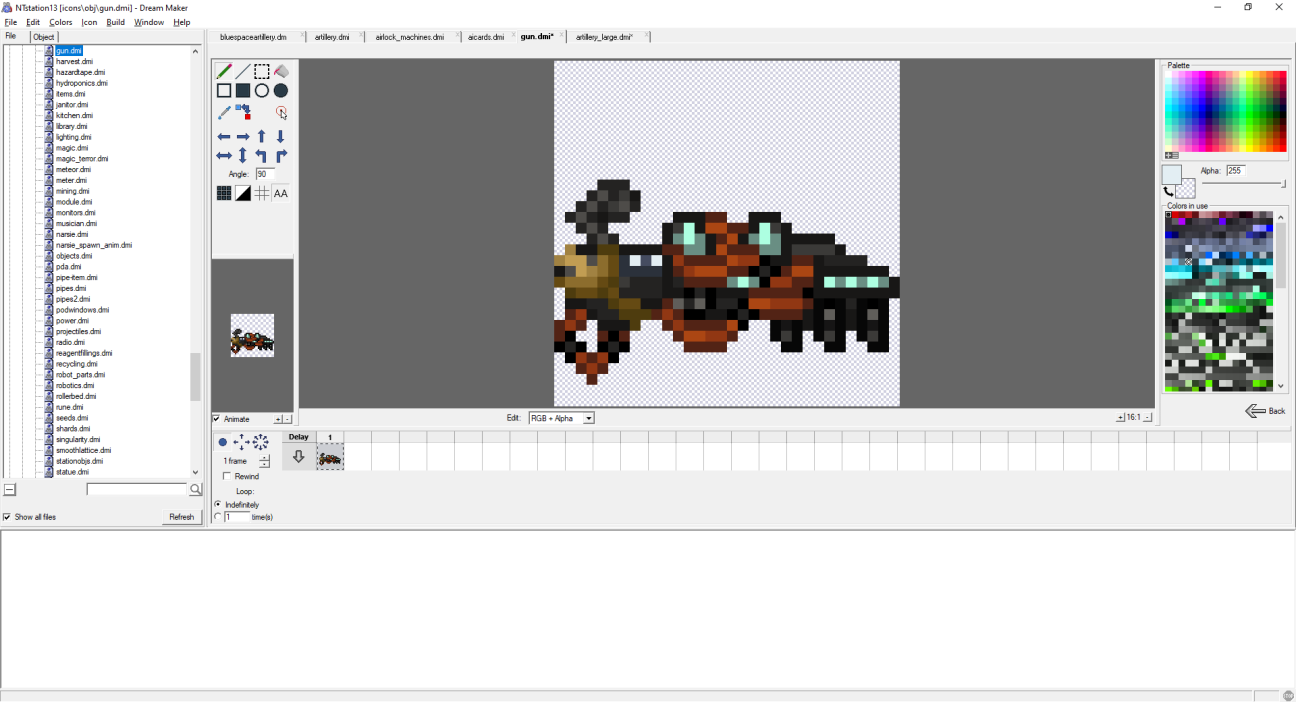 NTstation13 [icons\obj\gun.dmi] - Dream Maker
File Edit Colors Icon Build Window Help
File Object
bluespaceartillery.dm artillery.dmi airlock_machines.dmi aicards.dmi gun.dmi* artillery_large.dmi*
gun.dmi
harvest.dmi
hazardtape.dmi
hydroponics.dmi
items.dmi
janitor.dmi
kitchen.dmi
library.dmi
lighting.dmi
magic.dmi
magic_terror.dmi
meteor.dmi
meter.dmi
mining.dmi
module.dmi
monitors.dmi
musician.dmi
narsie.dmi
narsie_spawn_anim.dmi
objects.dmi
pda.dmi
pipe-item.dmi
pipes.dmi
pipes2.dmi
podwindows.dmi
power.dmi
projectiles.dmi
radio.dmi
reagentfillings.dmi
recycling.dmi
robot_parts.dmi
robotics.dmi
rollerbed.dmi
rune.dmi
seeds.dmi
shards.dmi
singularity.dmi
smoothlattice.dmi
stationobjs.dmi
statue.dmi
Show all files Refresh
Angle: 90
AA
Animate + -
Edit: RGB + Alpha
+ 16:1 -
Palette
Alpha: 255
Colors in use
Back
Delay 1
1 frame
Rewind
Loop:
Indefinitely
1 time(s)